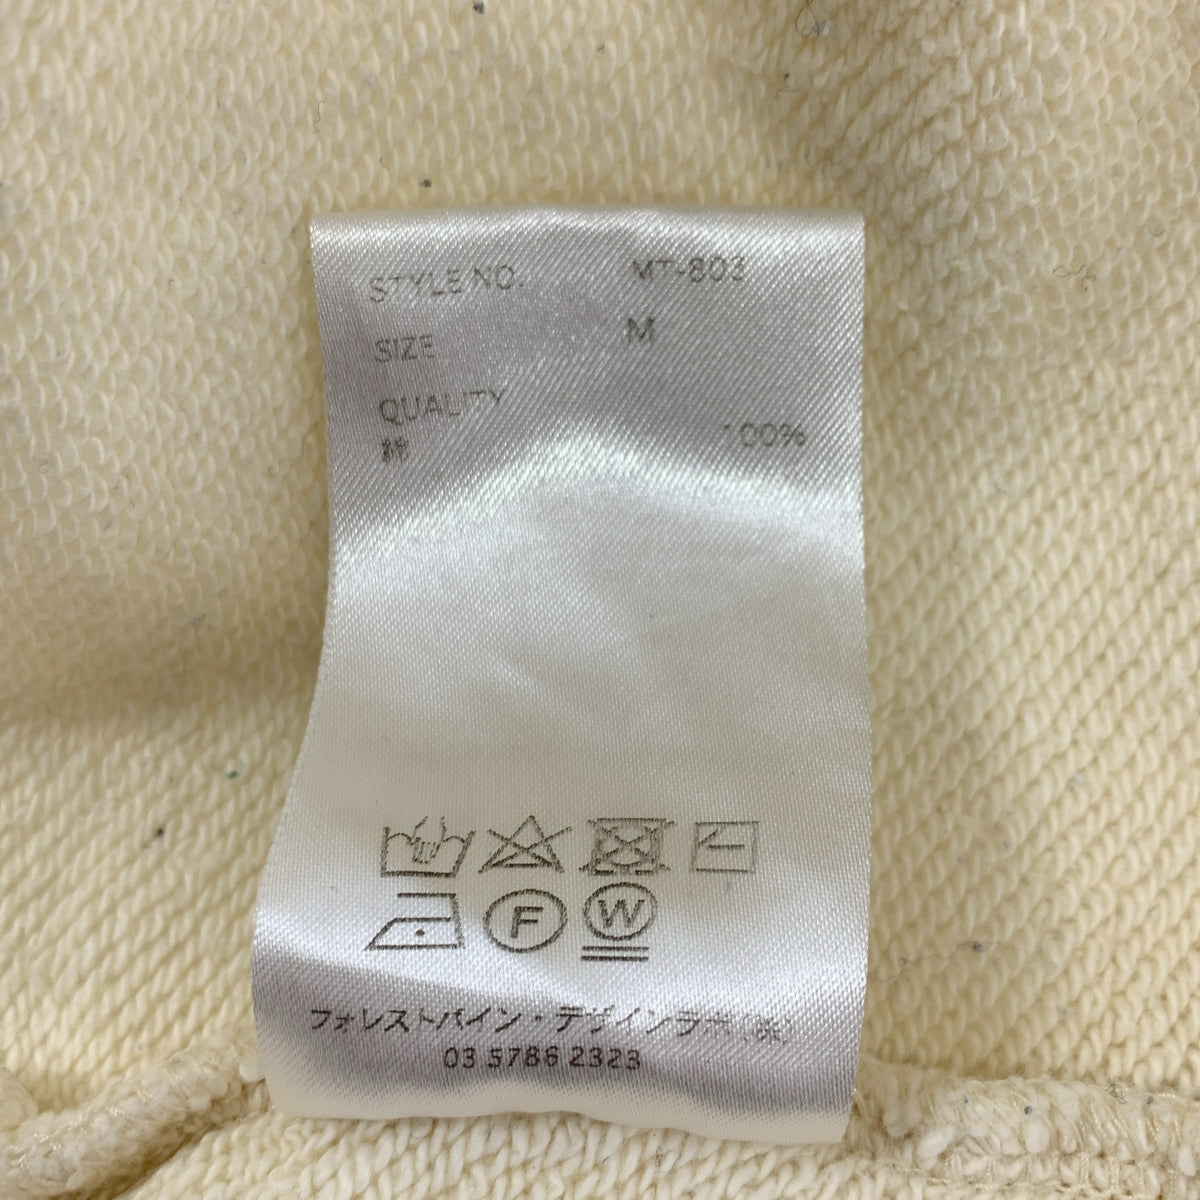 STYLE NO. MT-803
SIZE M
QUALITY
綿 100%
F W
フォレストパイン・デザインラボ(株)
03 5786 2323